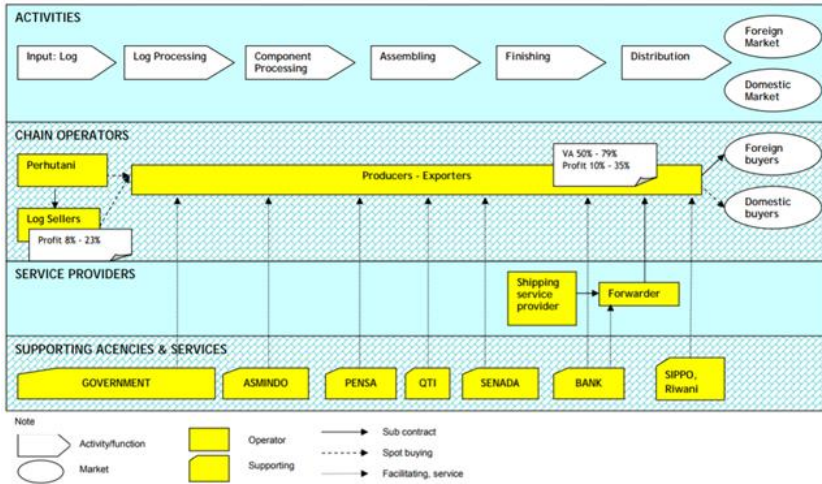 ACTIVITIES
Input: Log
Log Processing
Component
Processing
Assembling
Finishing
Distribution
Foreign
Market
Domestic
Market
CHAIN OPERATORS
Perhutani
Log Sellers
Profit 8% - 23%
Producers - Exporters
VA 50% - 79%
Profit 10% - 35%
Foreign
buyers
Domestic
buyers
SERVICE PROVIDERS
Shipping
service
provider
Forwarder
SUPPORTING ACENCIES & SERVICES
GOVERNMENT
ASMINDO
PENSA
QTI
SENADA
BANK
SIPPO,
Riwani
Note
Activity/function
Market
Operator
Supporting
Sub contract
Spot buying
Facilitating, service